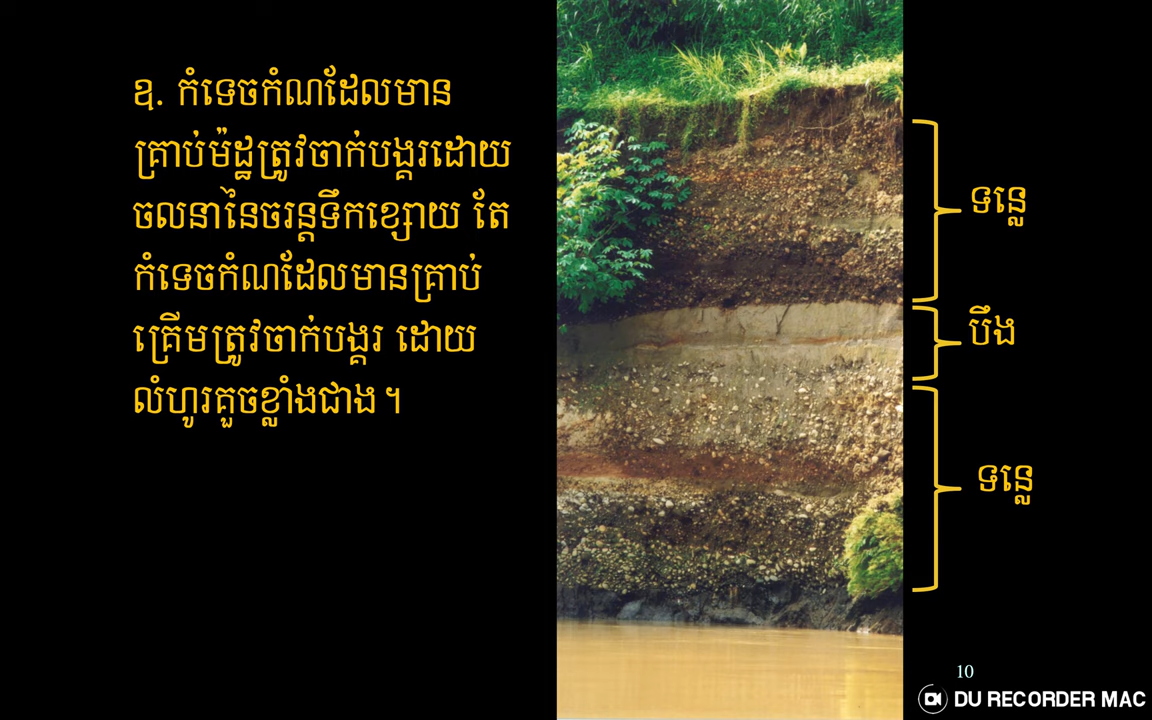 ឧ. កំទេចកំណដែលមាន
គ្រាប់ម៉ដ្ឋត្រូវចាក់បង្គរដោយ
ចលនានៃចរន្តទឹកខ្សោយ តែ
កំទេចកំណដែលមានគ្រាប់
គ្រើមត្រូវចាក់បង្គរ ដោយ
លំហូរគួចខ្លាំងជាង។
ទន្លេ
បឹង
ទន្លេ
10
DU RECORDER MAC